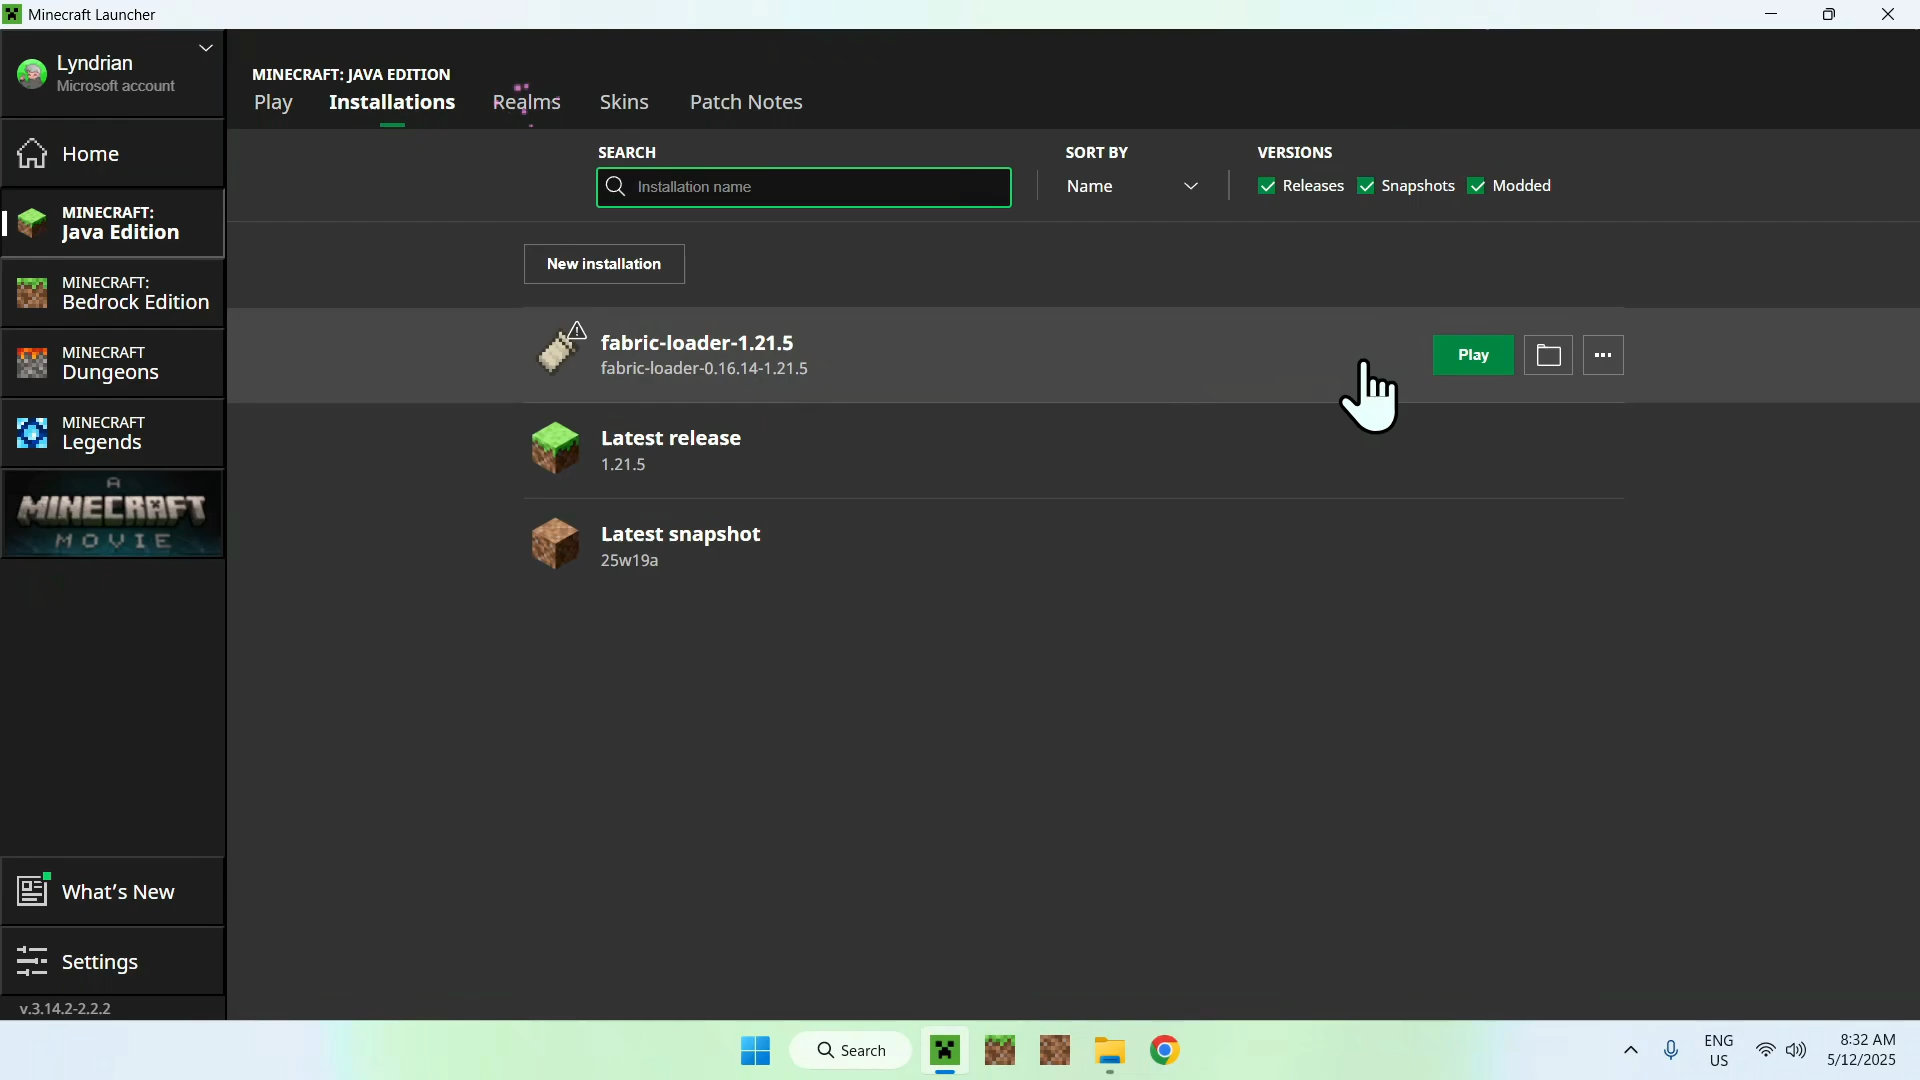 Minecraft Launcher
Lyndrian
Microsoft account
Home
MINECRAFT:
Java Edition
MINECRAFT:
Bedrock Edition
MINECRAFT
Dungeons
MINECRAFT
Legends
A
MINECRAFT
MOVIE
What's New
Settings
v.3.14.2-2.2.2
MINECRAFT: JAVA EDITION
Play Installations Realms Skins Patch Notes
SEARCH SORT BY VERSIONS
Installation name Name Releases Snapshots Modded
New installation
fabric-loader-1.21.5
fabric-loader-0.16.14-1.21.5
Play
Latest release
1.21.5
Latest snapshot
25w19a
Search
ENG
US
8:32 AM
5/12/2025